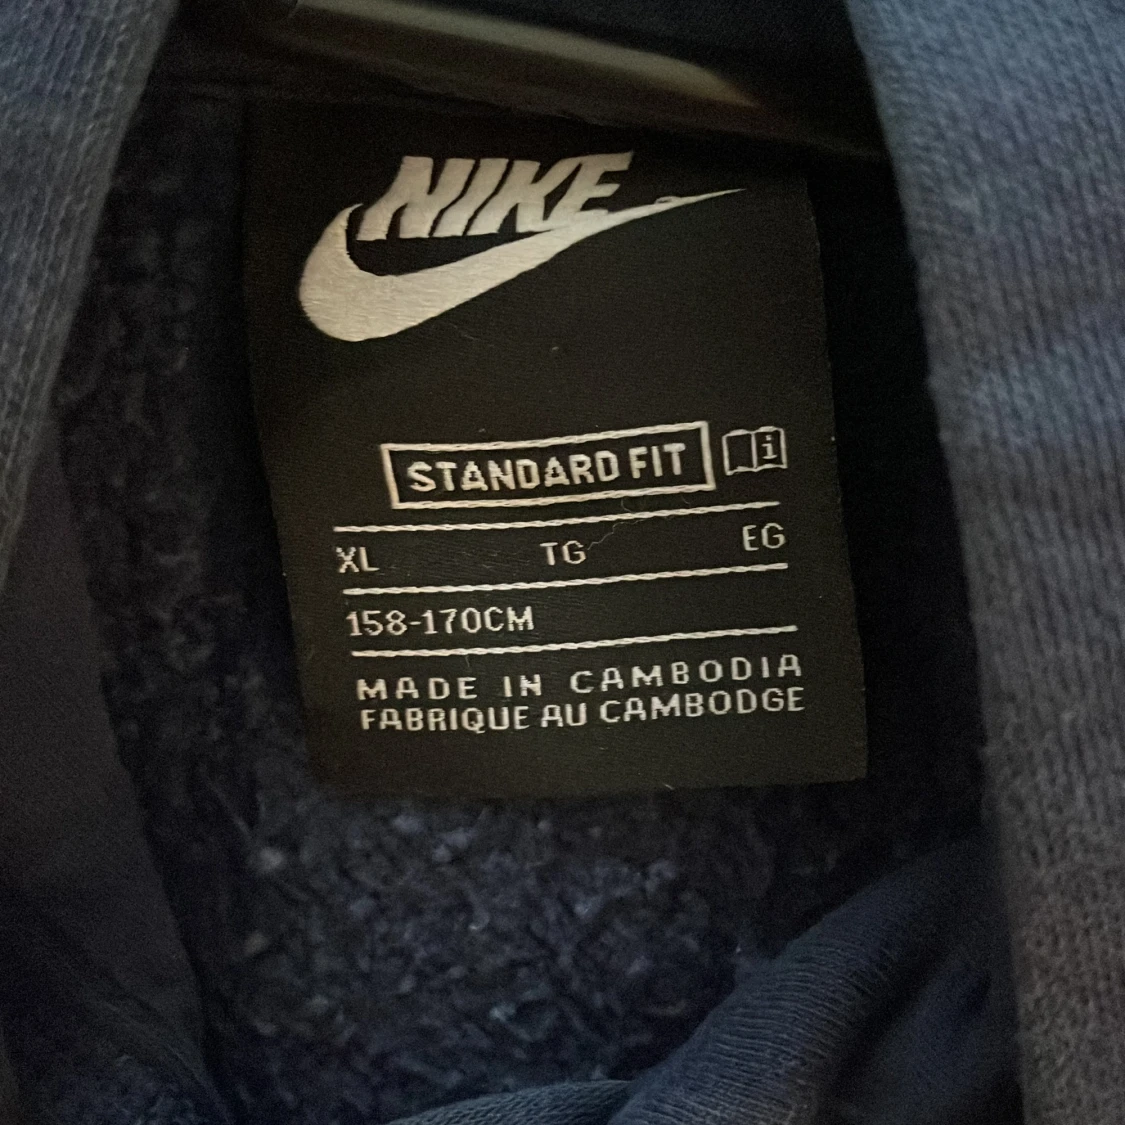 NIKE
STANDARD FIT i
XL TG EG
158-170CM
MADE IN CAMBODIA
FABRIQUE AU CAMBODGE